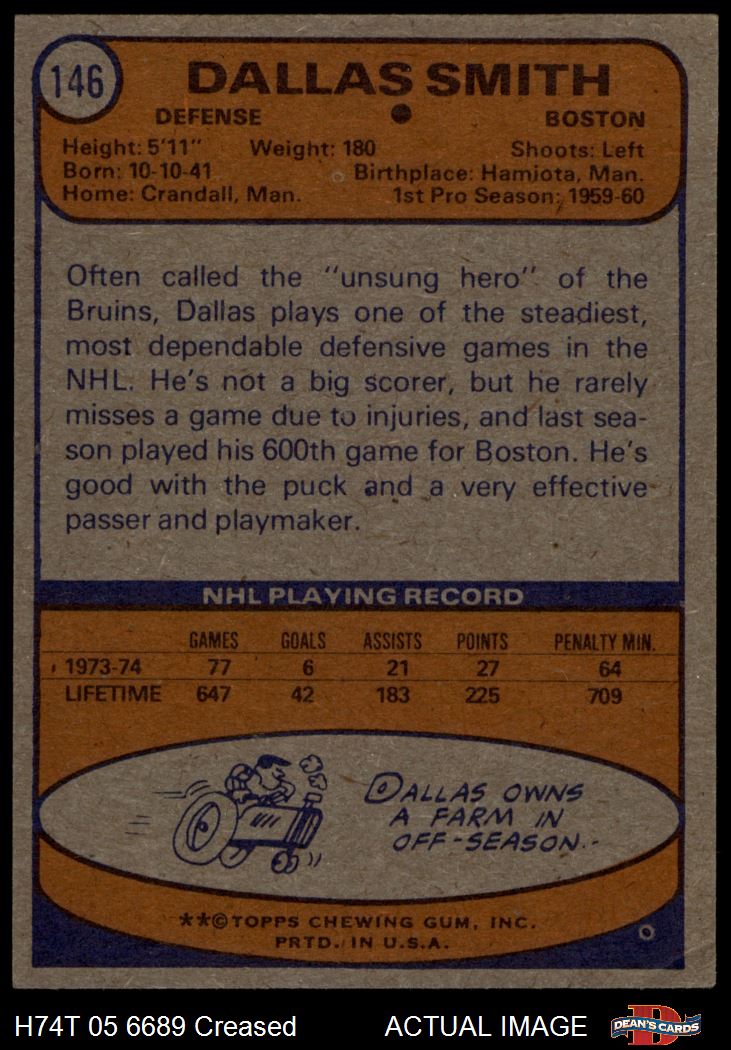 146
DALLAS SMITH
DEFENSE BOSTON
Height: 5'11" Weight: 180 Shoots: Left
Born: 10-10-41 Birthplace: Hamiota, Man.
Home: Crandall, Man. 1st Pro Season: 1959-60
Often called the "unsung hero" of the
Bruins, Dallas plays one of the steadiest,
most dependable defensive games in the
NHL. He's not a big scorer, but he rarely
misses a game due to injuries, and last sea-
son played his 600th game for Boston. He's
good with the puck and a very effective
passer and playmaker.
NHL PLAYING RECORD
GAMES GOALS ASSISTS POINTS PENALTY MIN.
1973-74 77 6 21 27 64
LIFETIME 647 42 183 225 709
DALLAS OWNS
A FARM IN
OFF-SEASON.
**©TOPPS CHEWING GUM, INC.
PRTD. IN U.S.A.
H74T 05 6689 Creased ACTUAL IMAGE
D
DEAN'S CARDS